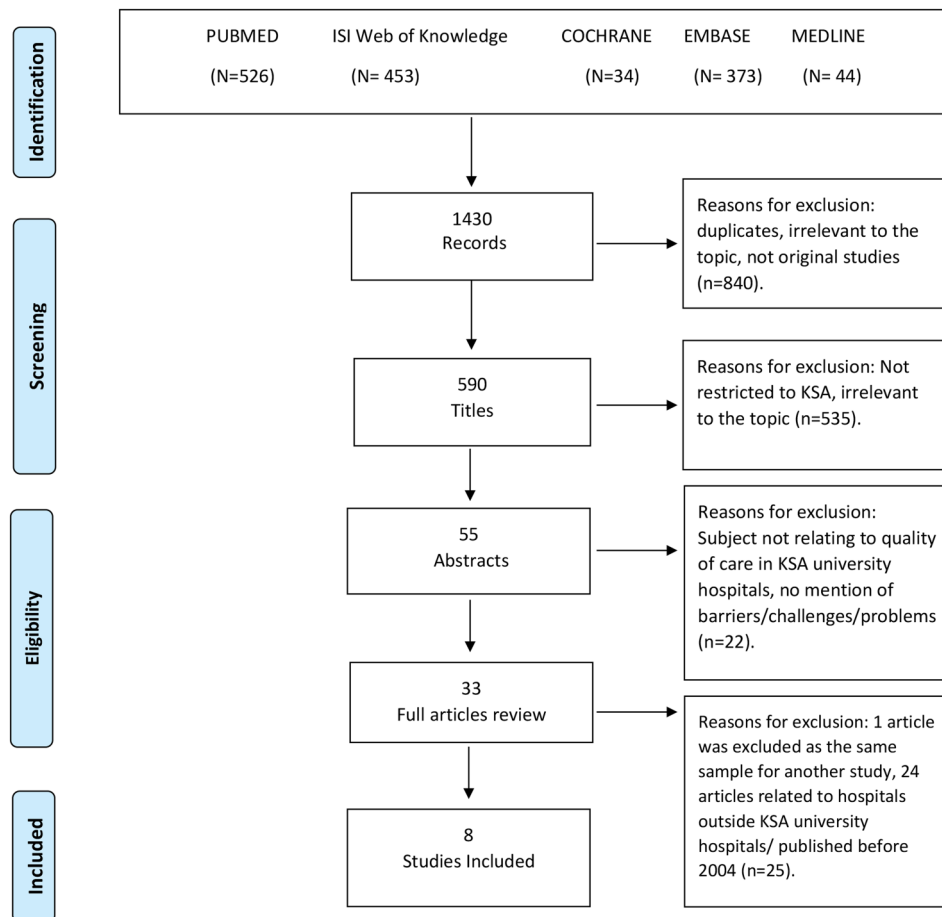 PUBMED ISI Web of Knowledge COCHRANE EMBASE MEDLINE
(N=526) (N= 453) (N=34) (N= 373) (N= 44)
Identification
1430
Records
Reasons for exclusion:
duplicates, irrelevant to the
topic, not original studies
(n=840).
Screening
590
Titles
Reasons for exclusion: Not
restricted to KSA, irrelevant
to the topic (n=535).
55
Abstracts
Reasons for exclusion:
Subject not relating to quality
of care in KSA university
hospitals, no mention of
barriers/challenges/problems
(n=22).
Eligibility
33
Full articles review
Reasons for exclusion: 1 article
was excluded as the same
sample for another study, 24
articles related to hospitals
outside KSA university
hospitals/ published before
2004 (n=25).
Included
8
Studies Included